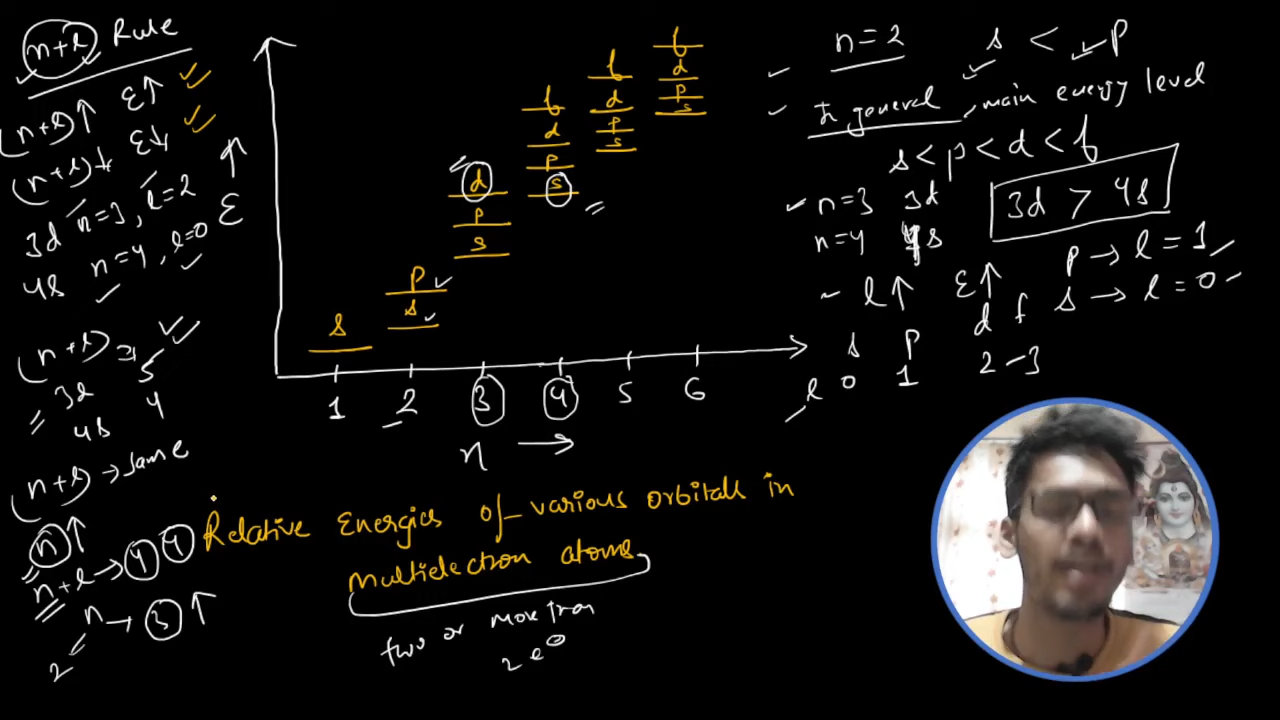 n+l Rule
(n+l)↑ ε↑
(n+l)↓ ε↓
3d n=3, l=2
4s n=4, l=0
(n+l) =
3d 5
4s 4
(n+l) → same
n↑
n+l → 4 4
n → 3 ↑
2
ε ↑
s
p
s
d
p
s
f
d
p
s
f
d
p
s
f
d
p
s
1 2 3 4 5 6
n →
Relative Energies of various orbitals in
multielectron atoms
two or more than
2 e⊖
n=2 s < p
In general, main energy level
s < p < d < f
n=3 3d
n=4 4s
3d > 4s
l↑ ε↑
p → l = 1
s → l = 0
s p d f
l 0 1 2 – 3